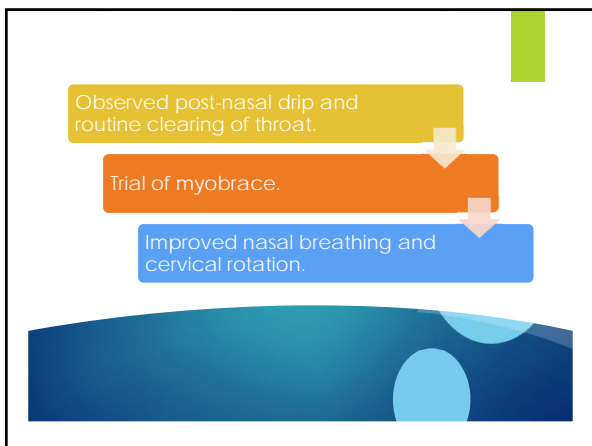 Observed post-nasal drip and
routine clearing of throat.
Trial of myobrace.
Improved nasal breathing and
cervical rotation.